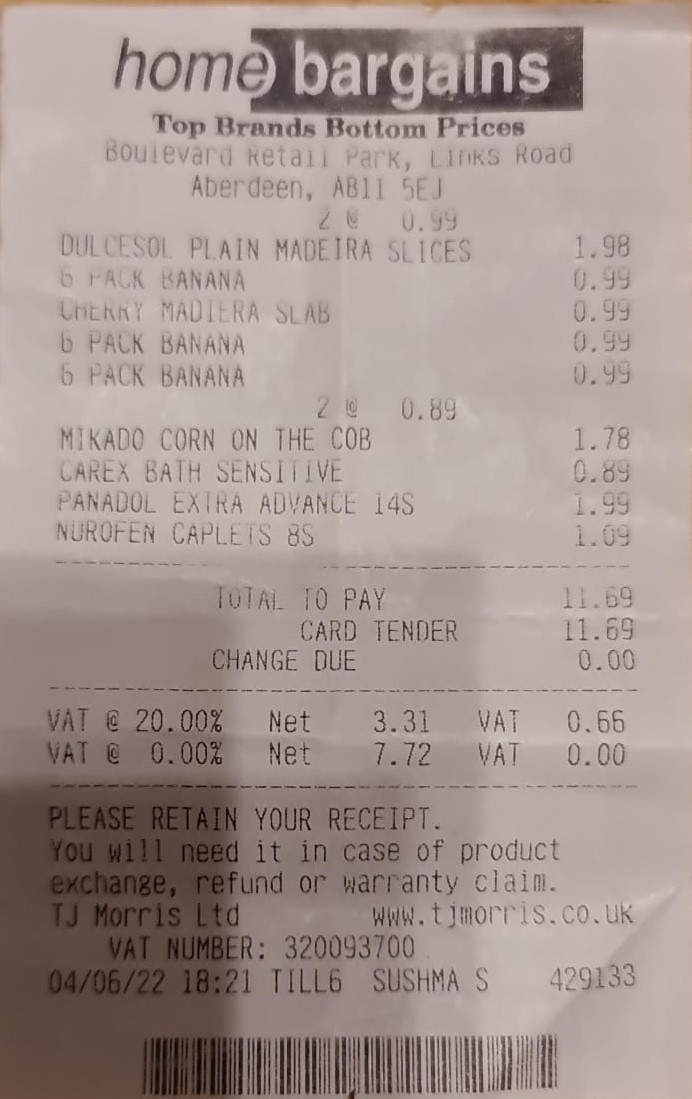 home bargains
Top Brands Bottom Prices
Boulevard Retail Park, Links Road
Aberdeen, AB11 5EJ
2 @ 0.99
DULCESOL PLAIN MADEIRA SLICES 1.98
6 PACK BANANA 0.99
CHERRY MADIERA SLAB 0.99
6 PACK BANANA 0.99
6 PACK BANANA 0.99
2 @ 0.89
MIKADO CORN ON THE COB 1.78
CAREX BATH SENSITIVE 0.89
PANADOL EXTRA ADVANCE 14S 1.99
NUROFEN CAPLETS 8S 1.09
TOTAL TO PAY 11.69
CARD TENDER 11.69
CHANGE DUE 0.00
VAT @ 20.00% Net 3.31 VAT 0.66
VAT @ 0.00% Net 7.72 VAT 0.00
PLEASE RETAIN YOUR RECEIPT.
You will need it in case of product
exchange, refund or warranty claim.
TJ Morris Ltd www.tjmorris.co.uk
VAT NUMBER: 320093700
04/06/22 18:21 TILL6 SUSHMA S 429133